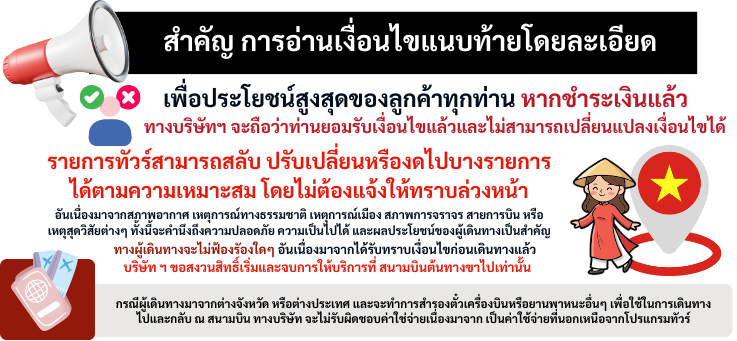 สำคัญ การอ่านเงื่อนไขแนบท้ายโดยละเอียด
เพื่อประโยชน์สูงสุดของลูกค้าทุกท่าน หากชำระเงินแล้ว
ทางบริษัทฯ จะถือว่าท่านยอมรับเงื่อนไขแล้วและไม่สามารถเปลี่ยนแปลงเงื่อนไขได้
รายการทัวร์สามารถสลับ ปรับเปลี่ยนหรืองดไปบางรายการ
ได้ตามความเหมาะสม โดยไม่ต้องแจ้งให้ทราบล่วงหน้า
อันเนื่องมาจากสภาพอากาศ เหตุการณ์ทางธรรมชาติ เหตุการณ์เมือง สภาพการจราจร สายการบิน หรือ
เหตุสุดวิสัยต่างๆ ทั้งนี้จะคำนึงถึงความปลอดภัย ความเป็นไปได้ และผลประโยชน์ของผู้เดินทางเป็นสำคัญ
ทางผู้เดินทางจะไม่ฟ้องร้องใดๆ อันเนื่องมาจากได้รับทราบเงื่อนไขก่อนเดินทางแล้ว
บริษัท ฯ ขอสงวนสิทธิ์เริ่มและจบการให้บริการที่ สนามบินต้นทางขาไปเท่านั้น
กรณีผู้เดินทางมาจากต่างจังหวัด หรือต่างประเทศ และจะทำการสำรองตั๋วเครื่องบินหรือยานพาหนะอื่นๆ เพื่อใช้ในการเดินทาง
ไปและกลับ ณ สนามบิน ทางบริษัท จะไม่รับผิดชอบค่าใช้จ่ายเนื่องมาจาก เป็นค่าใช้จ่ายที่นอกเหนือจากโปรแกรมทัวร์